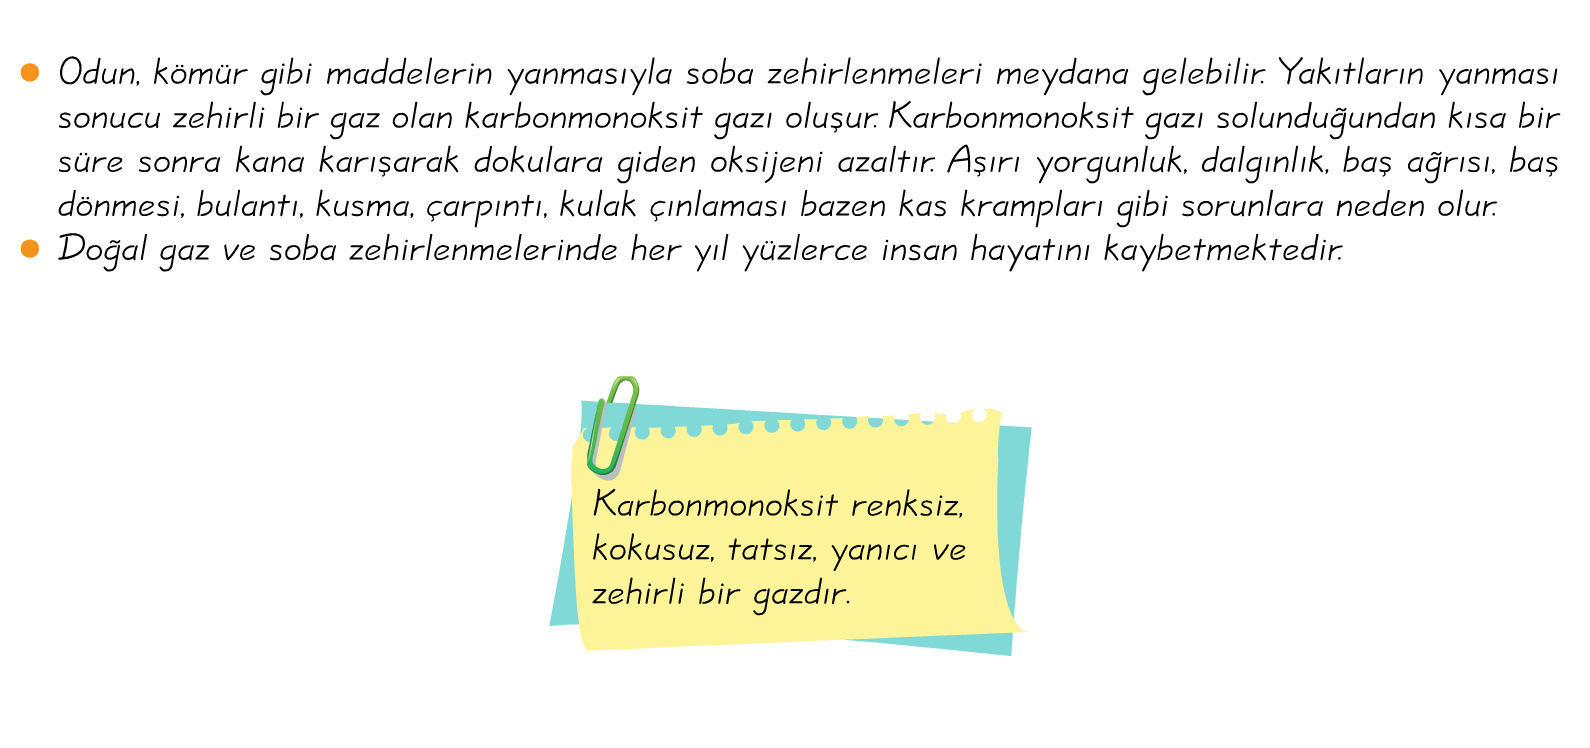 ● Odun, kömür gibi maddelerin yanmasıyla soba zehirlenmeleri meydana gelebilir. Yakıtların yanması
sonucu zehirli bir gaz olan karbonmonoksit gazı oluşur. Karbonmonoksit gazı solunduğundan kısa bir
süre sonra kana karışarak dokulara giden oksijeni azaltır. Aşırı yorgunluk, dalgınlık, baş ağrısı, baş
dönmesi, bulantı, kusma, çarpıntı, kulak çınlaması bazen kas krampları gibi sorunlara neden olur.
● Doğal gaz ve soba zehirlenmelerinde her yıl yüzlerce insan hayatını kaybetmektedir.
Karbonmonoksit renksiz,
kokusuz, tatsız, yanıcı ve
zehirli bir gazdır.